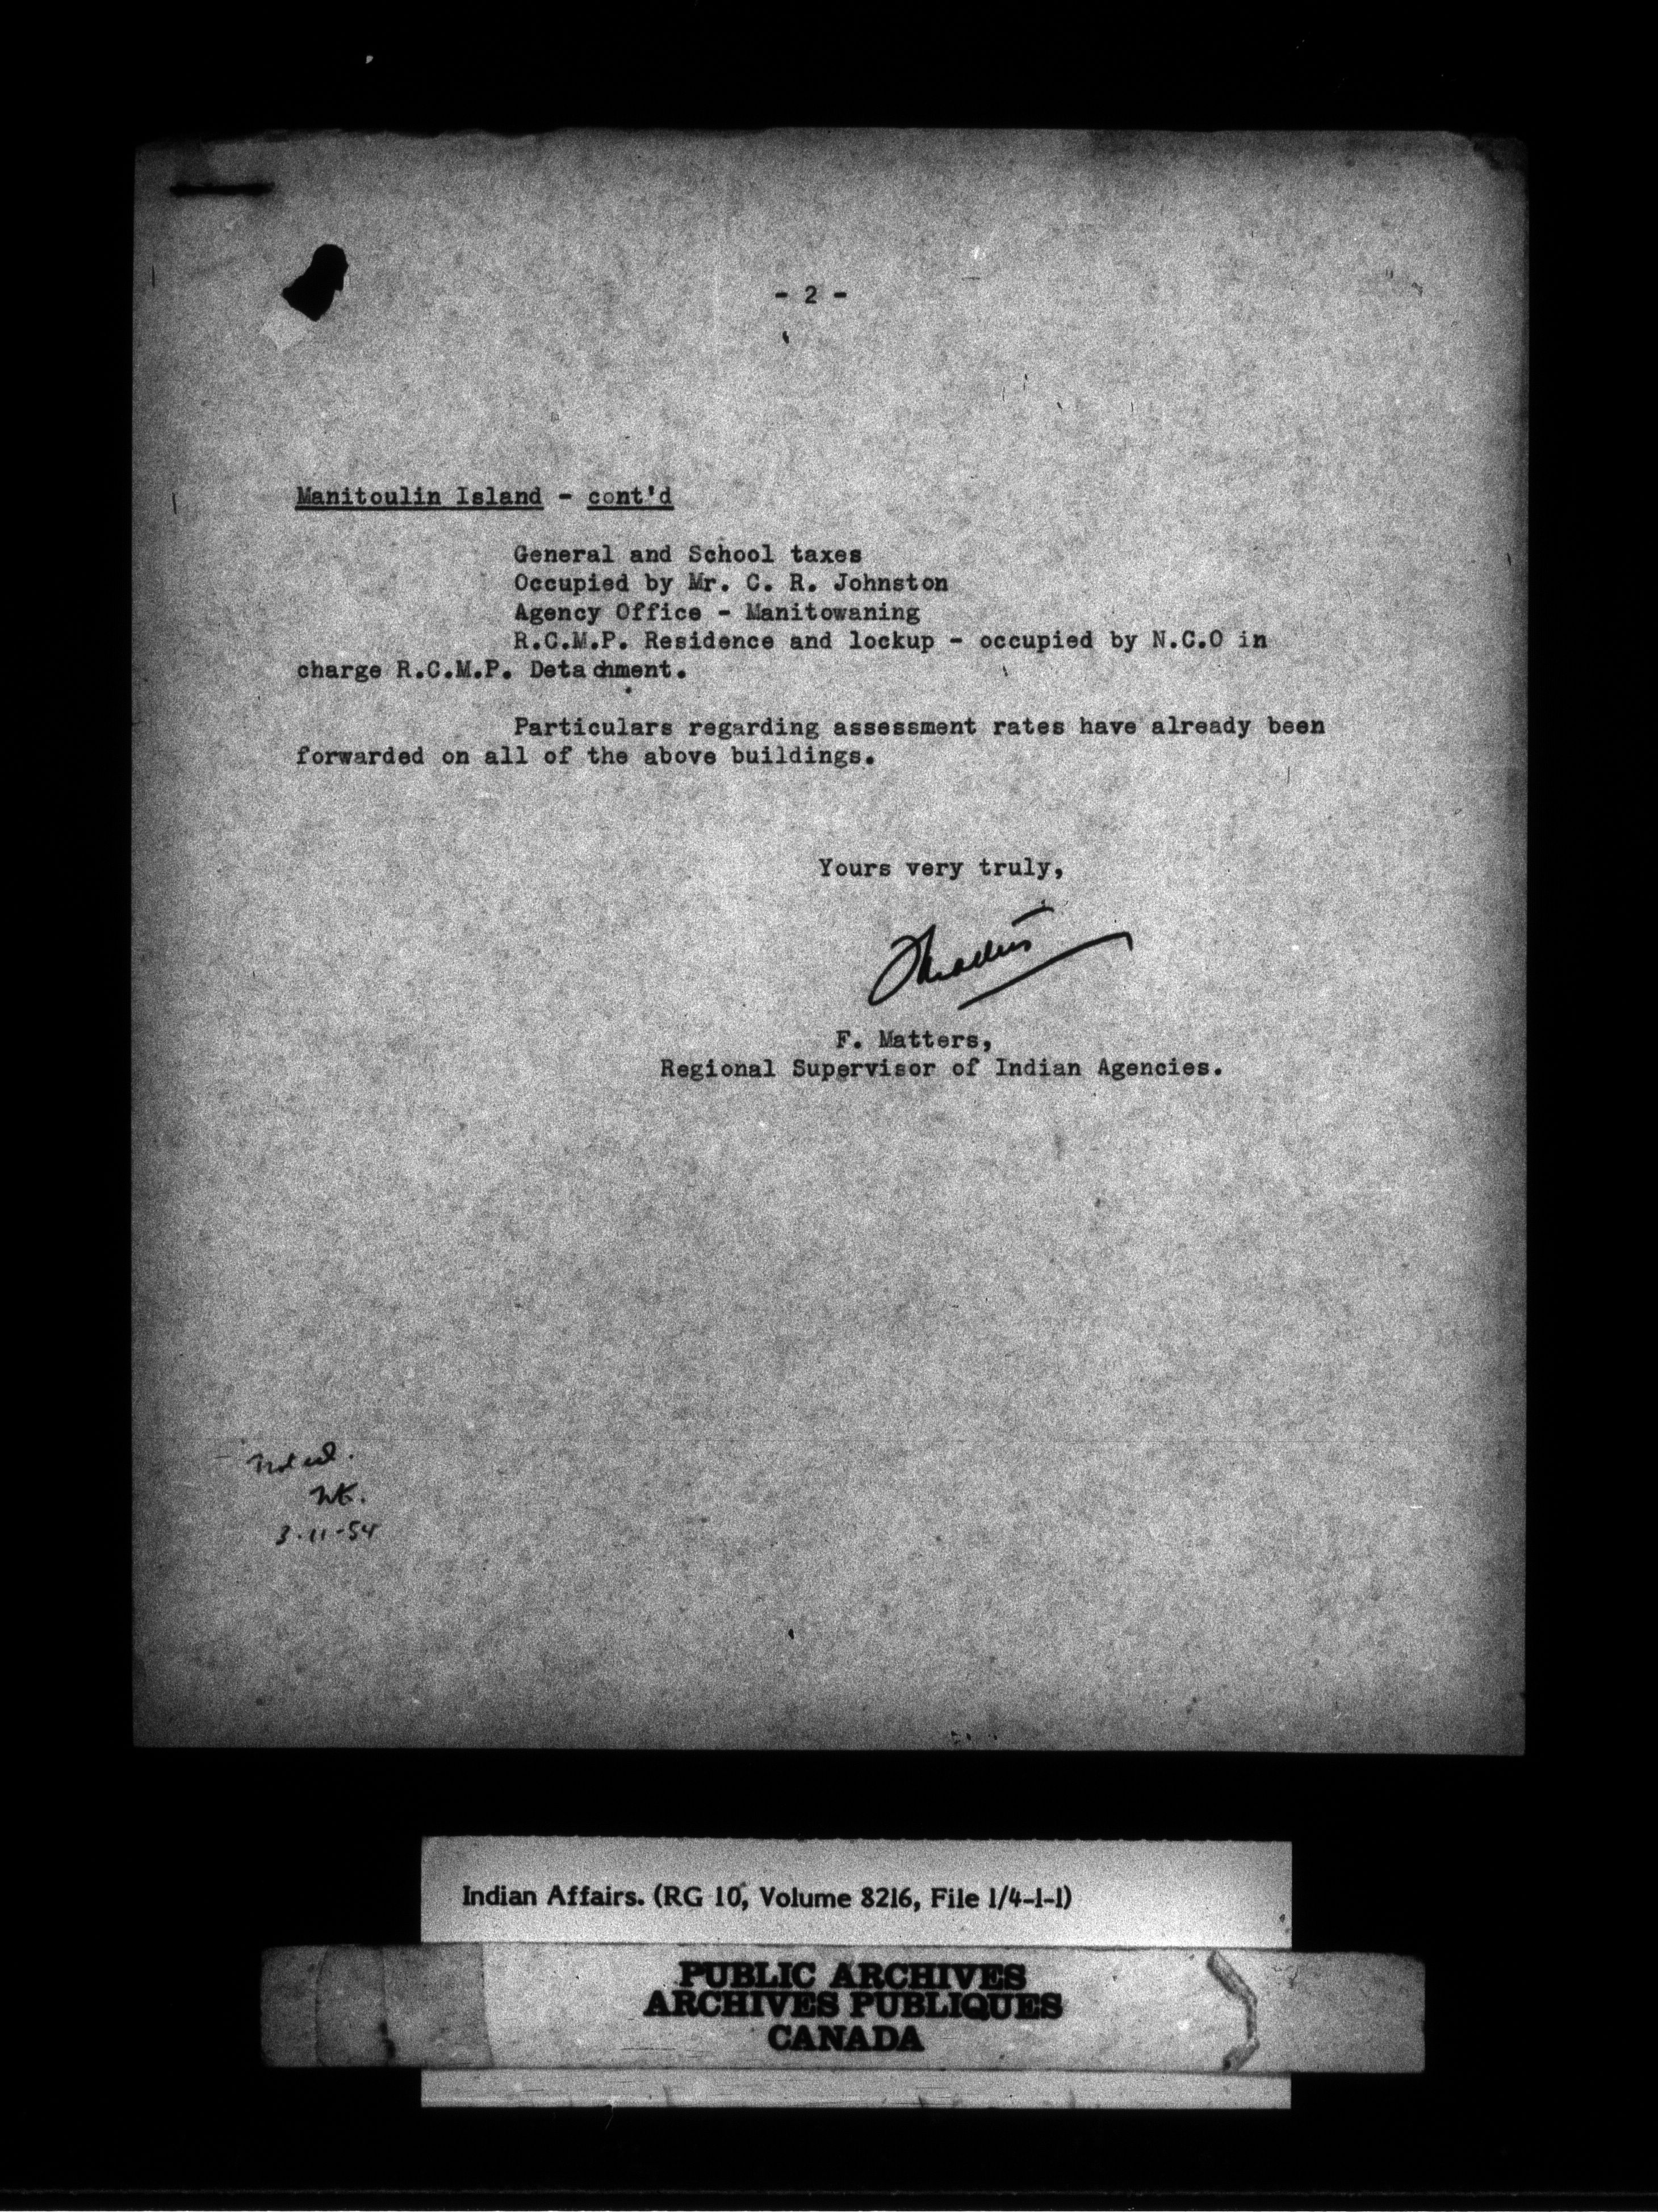 - 2 -
Manitoulin Island - cont'd
General and School taxes
Occupied by Mr. C. R. Johnston
Agency Office - Manitowaning
R.C.M.P. Residence and lockup - occupied by N.C.O in
charge R.C.M.P. Detachment.
Particulars regarding assessment rates have already been
forwarded on all of the above buildings.
Yours very truly,
F. Matters,
Regional Supervisor of Indian Agencies.
Noted.
3-11-54
Indian Affairs. (RG 10, Volume 8216, File 1/4-1-1)
PUBLIC ARCHIVES
ARCHIVES PUBLIQUES
CANADA